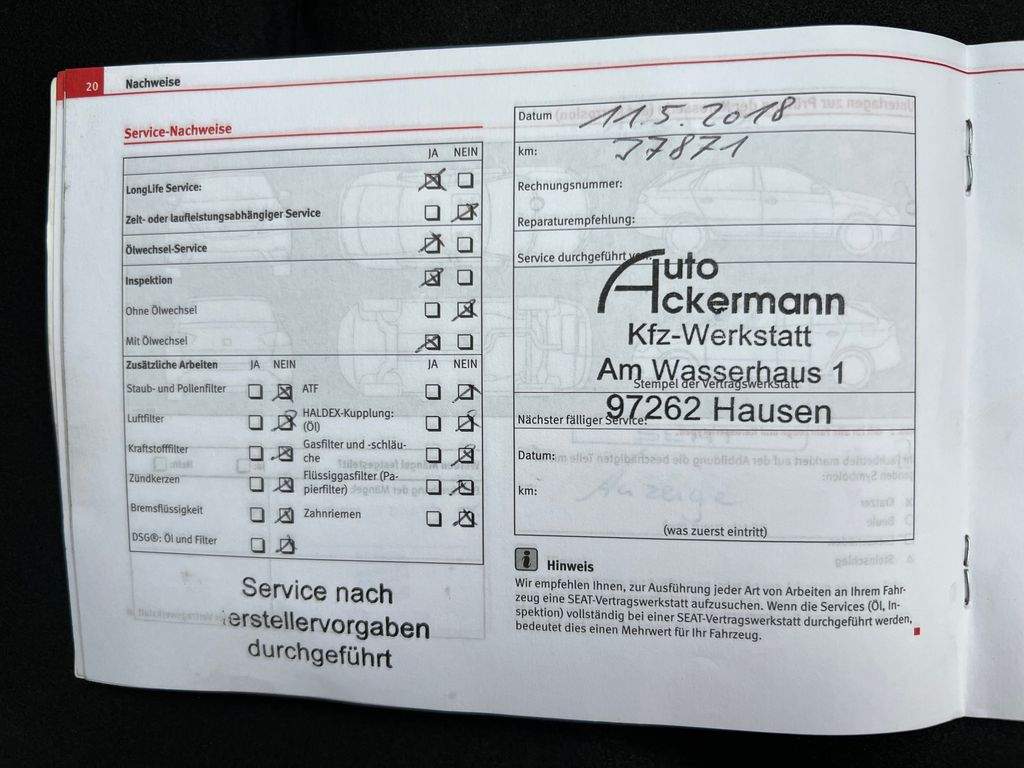 20 Nachweise
Service-Nachweise
JA NEIN
LongLife Service:
Zeit- oder laufleistungsabhängiger Service
Ölwechsel-Service
Inspektion
Ohne Ölwechsel
Mit Ölwechsel
Zusätzliche Arbeiten JA NEIN JA NEIN
Staub- und Pollenfilter ATF
Luftfilter HALDEX-Kupplung:
(Öl)
Kraftstofffilter Gasfilter und -schläu-
che
Zündkerzen Flüssiggasfilter (Pa-
pierfilter)
Bremsflüssigkeit Zahnriemen
DSG®: Öl und Filter
Service nach
erstellervorgaben
durchgeführt
Datum 11.5.2018
km: 37871
Rechnungsnummer:
Reparaturempfehlung:
Service durchgeführt von:
Auto
Ackermann
Kfz-Werkstatt
Am Wasserhaus 1
Stempel der Vertragswerkstatt
97262 Hausen
Nächster fälliger Service:
Datum:
km: Anzeige
(was zuerst eintritt)
i Hinweis
Wir empfehlen Ihnen, zur Ausführung jeder Art von Arbeiten an Ihrem Fahr-
zeug eine SEAT-Vertragswerkstatt aufzusuchen. Wenn die Services (Öl, In-
spektion) vollständig bei einer SEAT-Vertragswerkstatt durchgeführt werden,
bedeutet dies einen Mehrwert für Ihr Fahrzeug.